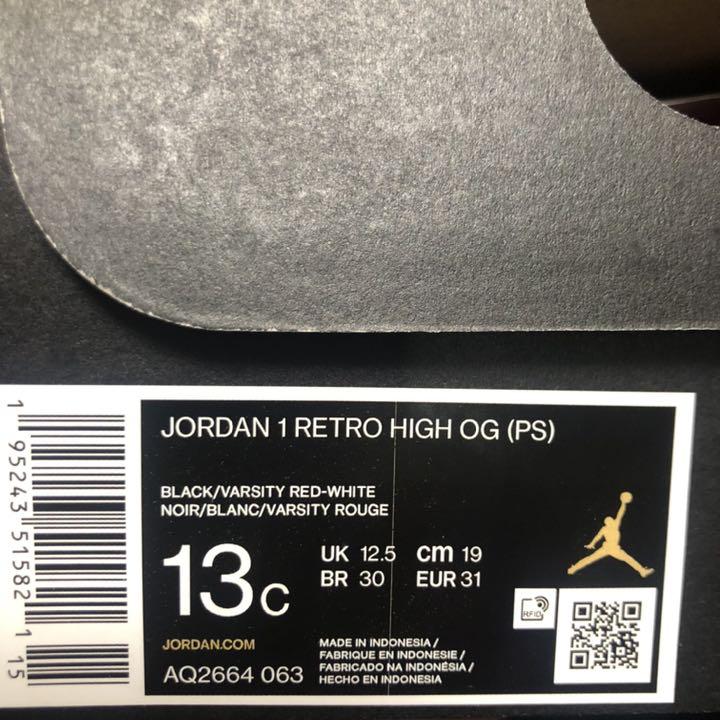 JORDAN 1 RETRO HIGH OG (PS)
BLACK/VARSITY RED-WHITE
NOIR/BLANC/VARSITY ROUGE
13C
UK 12.5 cm 19
BR 30 EUR 31
RFID
JORDAN.COM
AQ2664 063
MADE IN INDONESIA /
FABRIQUE EN INDONESIE /
FABRICADO NA INDONÉSIA /
HECHO EN INDONESIA
1 95243 51582 1 15